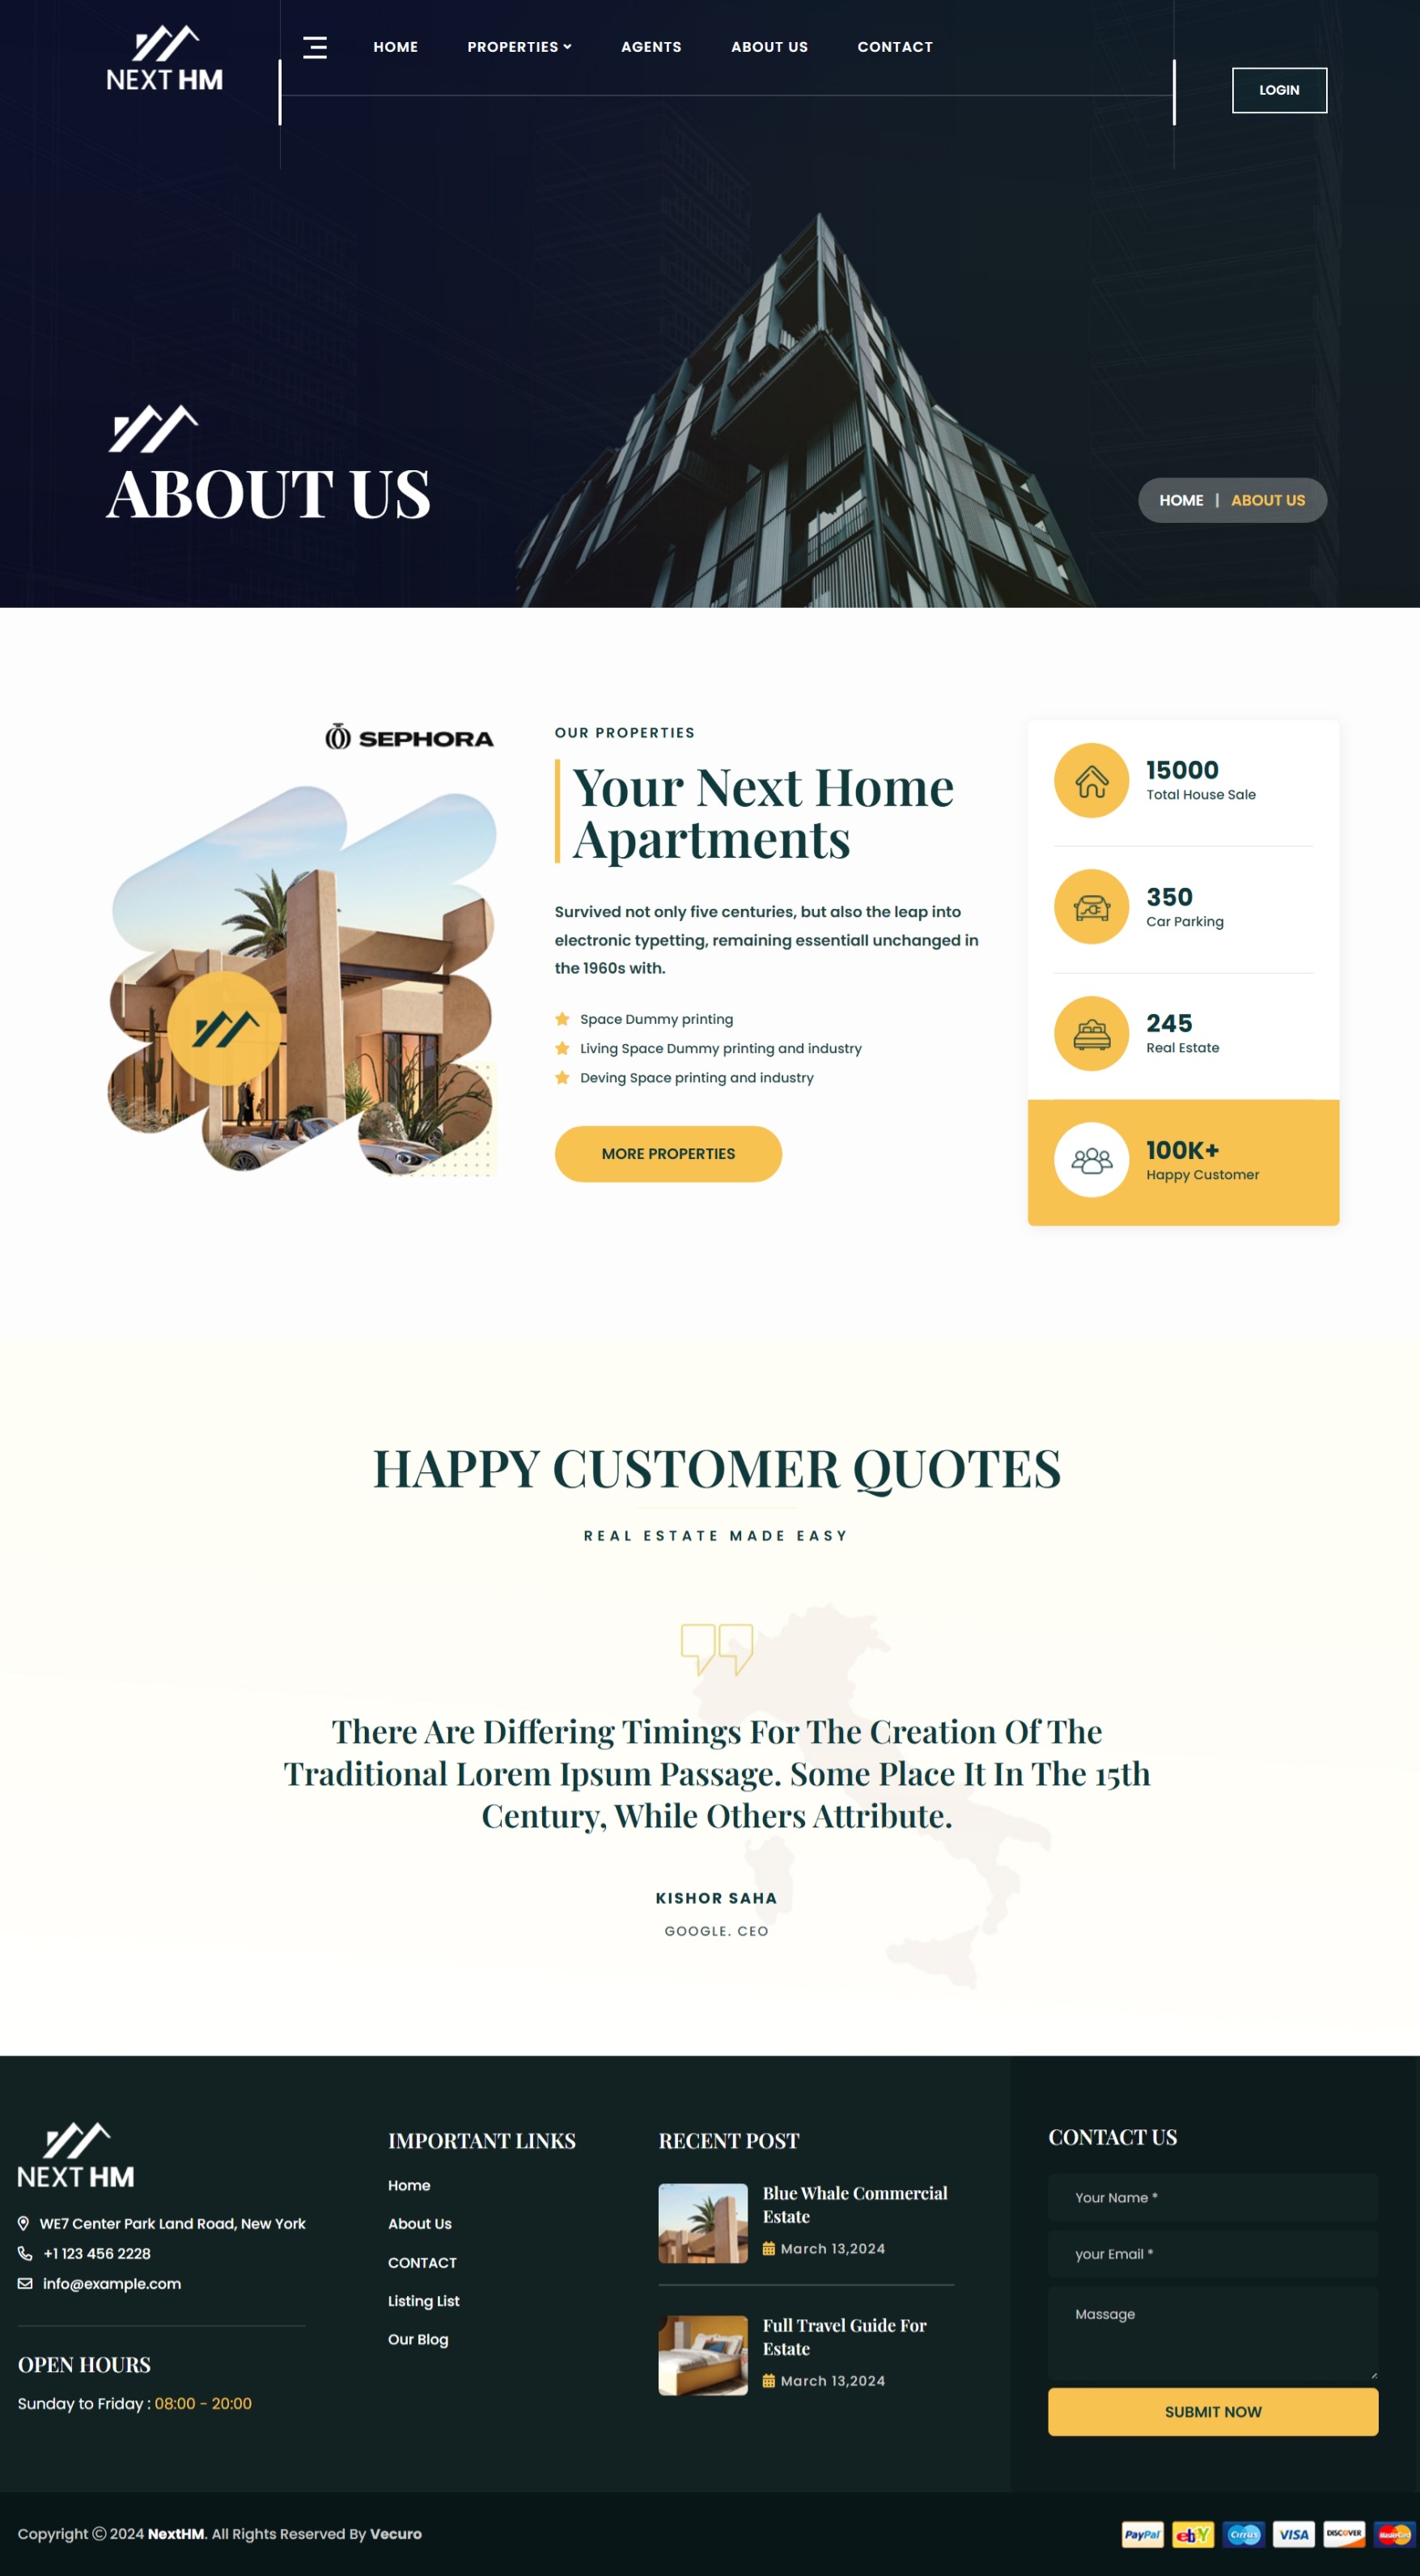 NEXT HM
HOME
PROPERTIES
AGENTS
ABOUT US
CONTACT
LOGIN
ABOUT US
HOME | ABOUT US
SEPHORA
OUR PROPERTIES
Your Next Home
Apartments
Survived not only five centuries, but also the leap into
electronic typetting, remaining essentiall unchanged in
the 1960s with.
Space Dummy printing
Living Space Dummy printing and industry
Deving Space printing and industry
MORE PROPERTIES
15000
Total House Sale
350
Car Parking
245
Real Estate
100K+
Happy Customer
HAPPY CUSTOMER QUOTES
REAL ESTATE MADE EASY
There Are Differing Timings For The Creation Of The
Traditional Lorem Ipsum Passage. Some Place It In The 15th
Century, While Others Attribute.
KISHOR SAHA
GOOGLE. CEO
NEXT HM
WE7 Center Park Land Road, New York
+1 123 456 2228
info@example.com
OPEN HOURS
Sunday to Friday : 08:00 - 20:00
IMPORTANT LINKS
Home
About Us
CONTACT
Listing List
Our Blog
RECENT POST
Blue Whale Commercial
Estate
March 13,2024
Full Travel Guide For
Estate
March 13,2024
CONTACT US
Your Name *
your Email *
Massage
SUBMIT NOW
Copyright © 2024 NextHM. All Rights Reserved By Vecuro
PayPal
ebY
Cirrus
VISA
DISCOVER
MasterCard